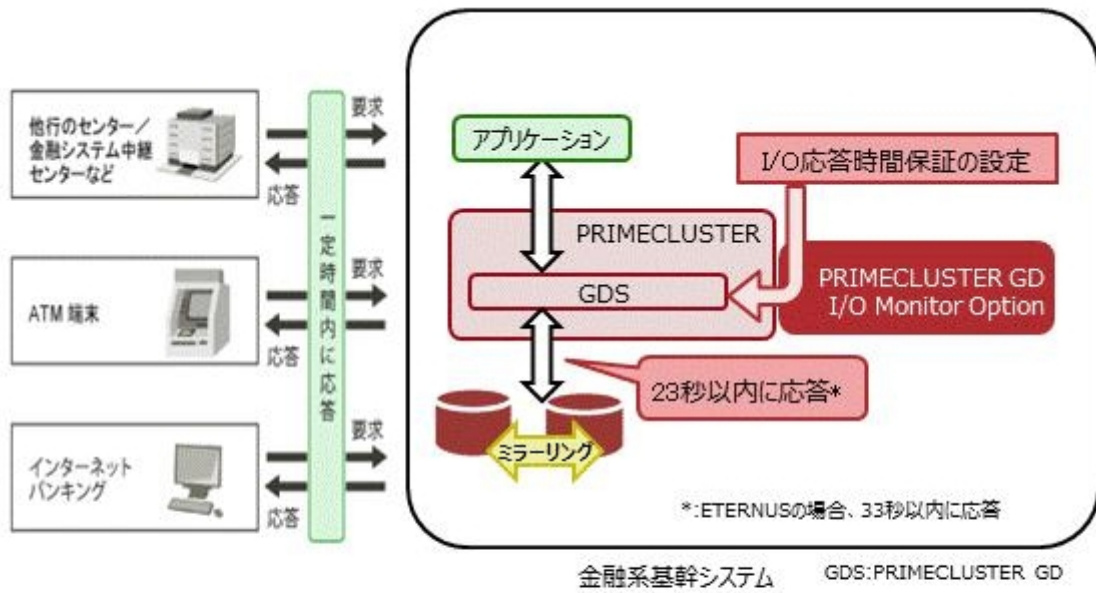 他行のセンター／
金融システム中継
センターなど
要求
応答
ATM 端末
要求
応答
インターネット
バンキング
要求
応答
一定時間内に応答
アプリケーション
I/O応答時間保証の設定
PRIMECLUSTER
GDS
PRIMECLUSTER GD
I/O Monitor Option
23秒以内に応答*
ミラーリング
*:ETERNUSの場合、33秒以内に応答
金融系基幹システム
GDS:PRIMECLUSTER GD